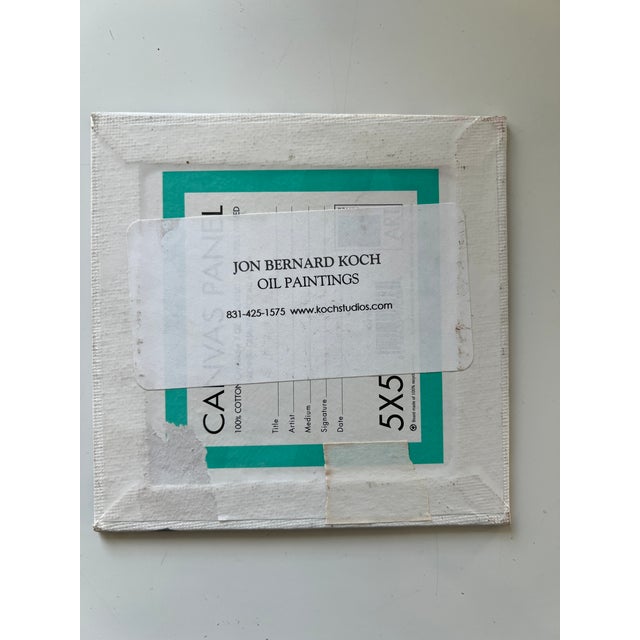 JON BERNARD KOCH
OIL PAINTINGS
831-425-1575 www.kochstudios.com
CANVAS PANEL
100% COTTON
Title
Artist
Medium
Signature
Date
5X5
ART